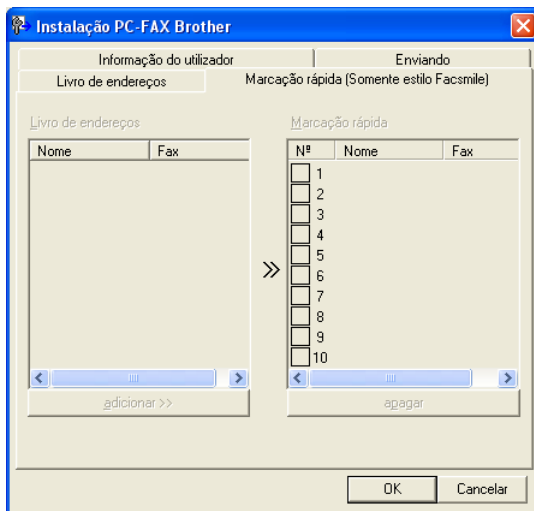 Instalação PC-FAX Brother
Informação do utilizador Enviando
Livro de endereços Marcação rápida (Somente estilo Facsmile)
Livro de endereços Marcação rápida
Nome Fax Nº Nome Fax
1
2
3
4
5
6
7
8
9
10
adicionar >> apagar
OK Cancelar